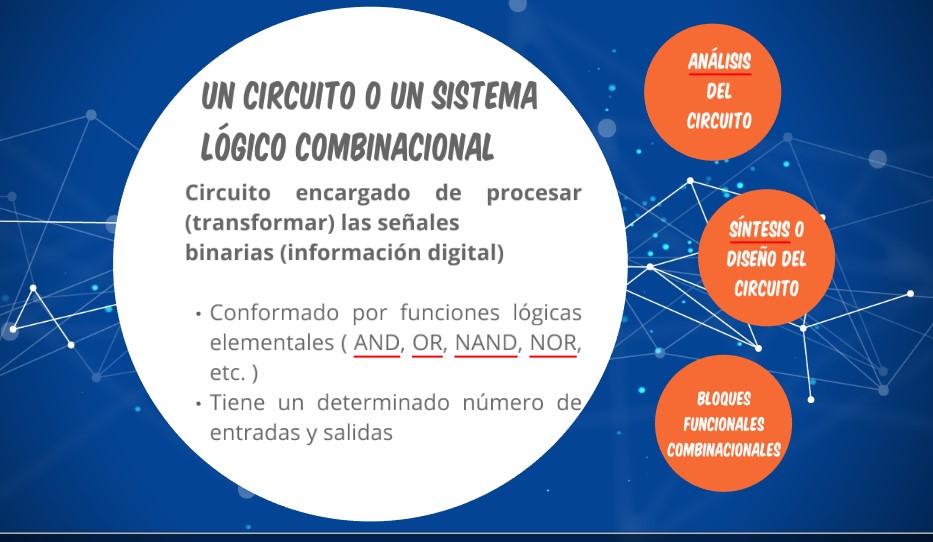 UN CIRCUITO O UN SISTEMA
LÓGICO COMBINACIONAL
Circuito encargado de procesar
(transformar) las señales
binarias (información digital)
• Conformado por funciones lógicas
elementales ( AND, OR, NAND, NOR,
etc. )
• Tiene un determinado número de
entradas y salidas
ANÁLISIS
DEL
CIRCUITO
SÍNTESIS O
DISEÑO DEL
CIRCUITO
BLOQUES
FUNCIONALES
COMBINACIONALES